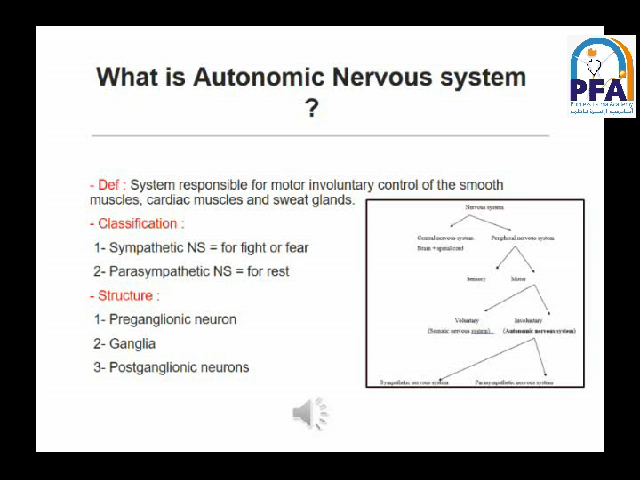 What is Autonomic Nervous system
?
PFA
- Def : System responsible for motor involuntary control of the smooth
muscles, cardiac muscles and sweat glands.
- Classification :
1- Sympathetic NS = for fight or fear
2- Parasympathetic NS = for rest
- Structure :
1- Preganglionic neuron
2- Ganglia
3- Postganglionic neurons
Nervous system
Central nervous system Peripheral nervous system
Brain +spinal cord
Sensory Motor
Voluntary Involuntary
(Somatic nervous system) (Autonomic nervous system)
Sympathetic nervous system Parasympathetic nervous system